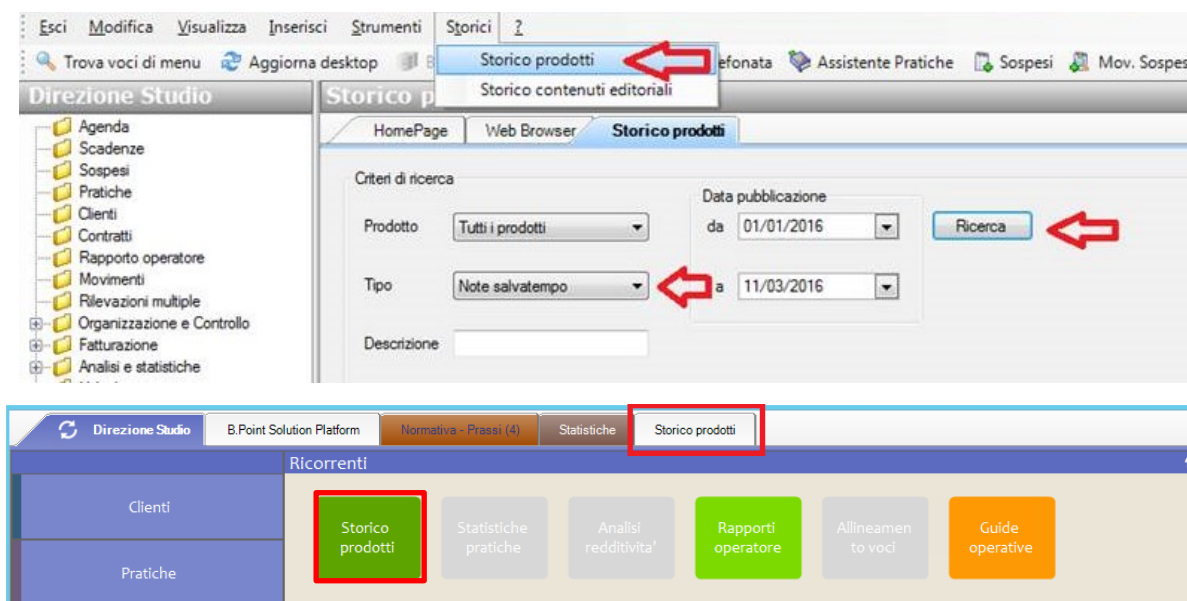 Esci Modifica Visualizza Inserisci Strumenti Storici ?
Storico prodotti
Storico contenuti editoriali
Trova voci di menu Aggiorna desktop efonata Assistente Pratiche Sospesi Mov. Sospes
Direzione Studio Storico p
HomePage Web Browser Storico prodotti
Agenda
Scadenze
Sospesi
Pratiche
Clienti
Contratti
Rapporto operatore
Movimenti
Rilevazioni multiple
Organizzazione e Controllo
Fatturazione
Analisi e statistiche
Criteri di ricerca
Data pubblicazione
Prodotto Tutti i prodotti da 01/01/2016 Ricerca
Tipo Note salvatempo a 11/03/2016
Descrizione
Direzione Studio B.Point Solution Platform Normativa - Prassi (4) Statistiche Storico prodotti
Ricorrenti
Clienti
Pratiche
Storico
prodotti
Statistiche
pratiche
Analisi
redditivita'
Rapporti
operatore
Allineamen
to voci
Guide
operative